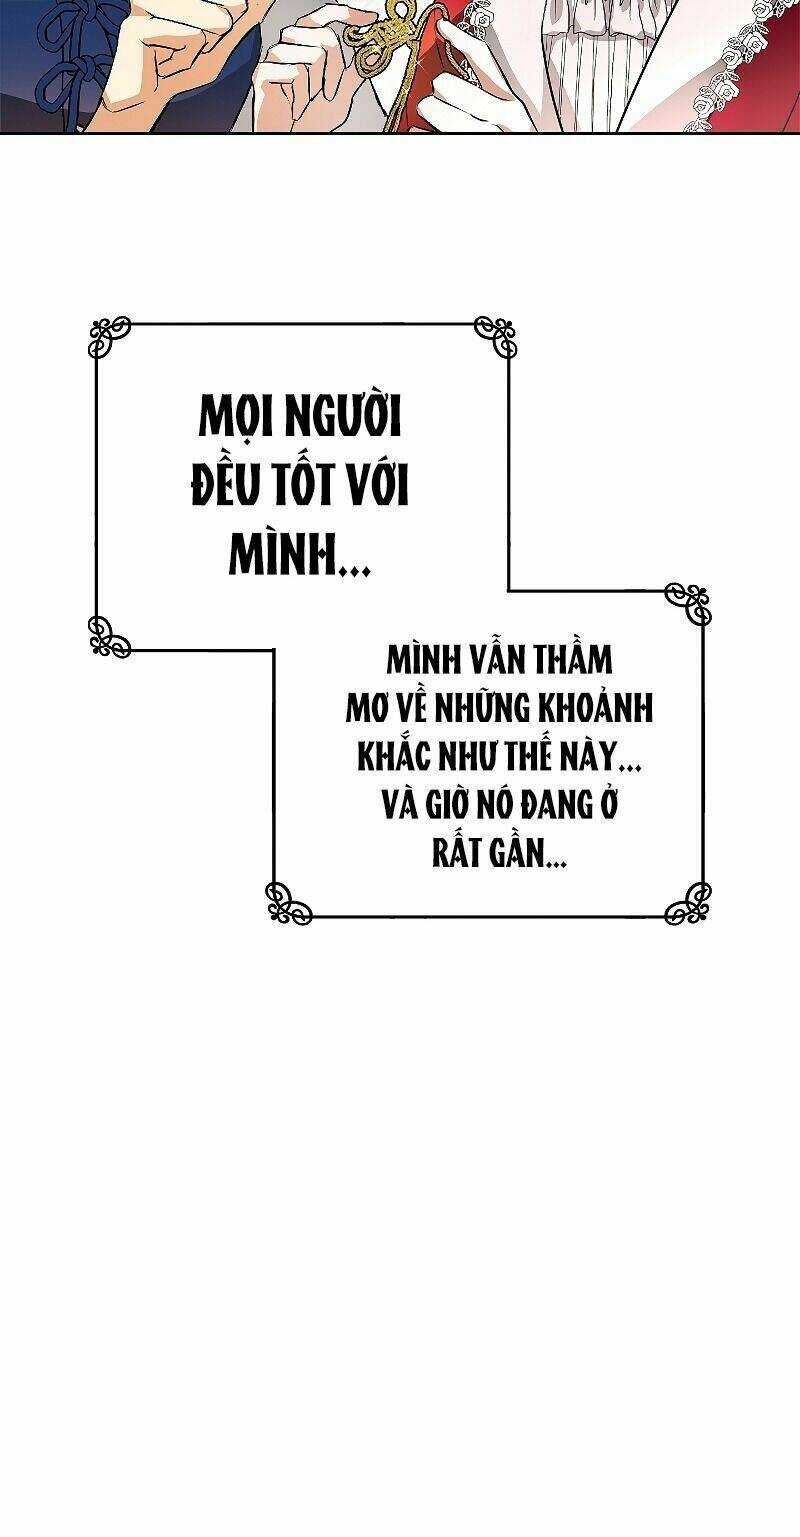 MỌI NGƯỜI
ĐỀU TỐT VỚI
MÌNH...
MÌNH VẪN THẦM
MƠ VỀ NHỮNG KHOẢNH
KHẮC NHƯ THẾ NÀY...
VÀ GIỜ NÓ ĐANG Ở
RẤT GẦN...